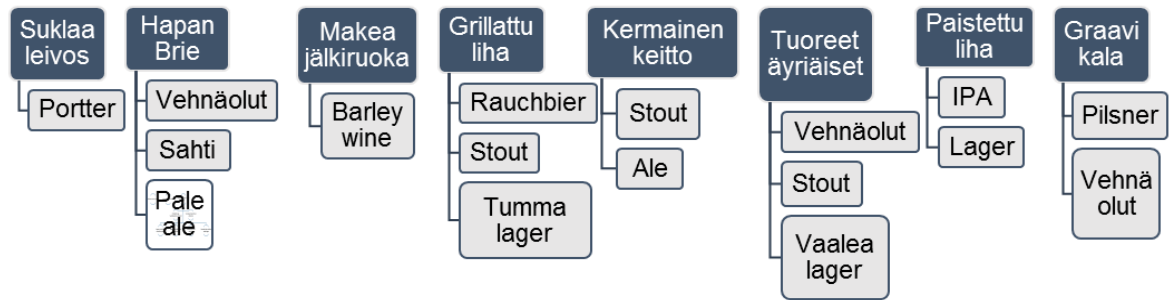 Suklaa
leivos
Portter
Hapan
Brie
Vehnäolut
Sahti
Pale
ale
Makea
jälkiruoka
Barley
wine
Grillattu
liha
Rauchbier
Stout
Tumma
lager
Kermainen
keitto
Stout
Ale
Tuoreet
äyriäiset
Vehnäolut
Stout
Vaalea
lager
Paistettu
liha
IPA
Lager
Graavi
kala
Pilsner
Vehnä
olut